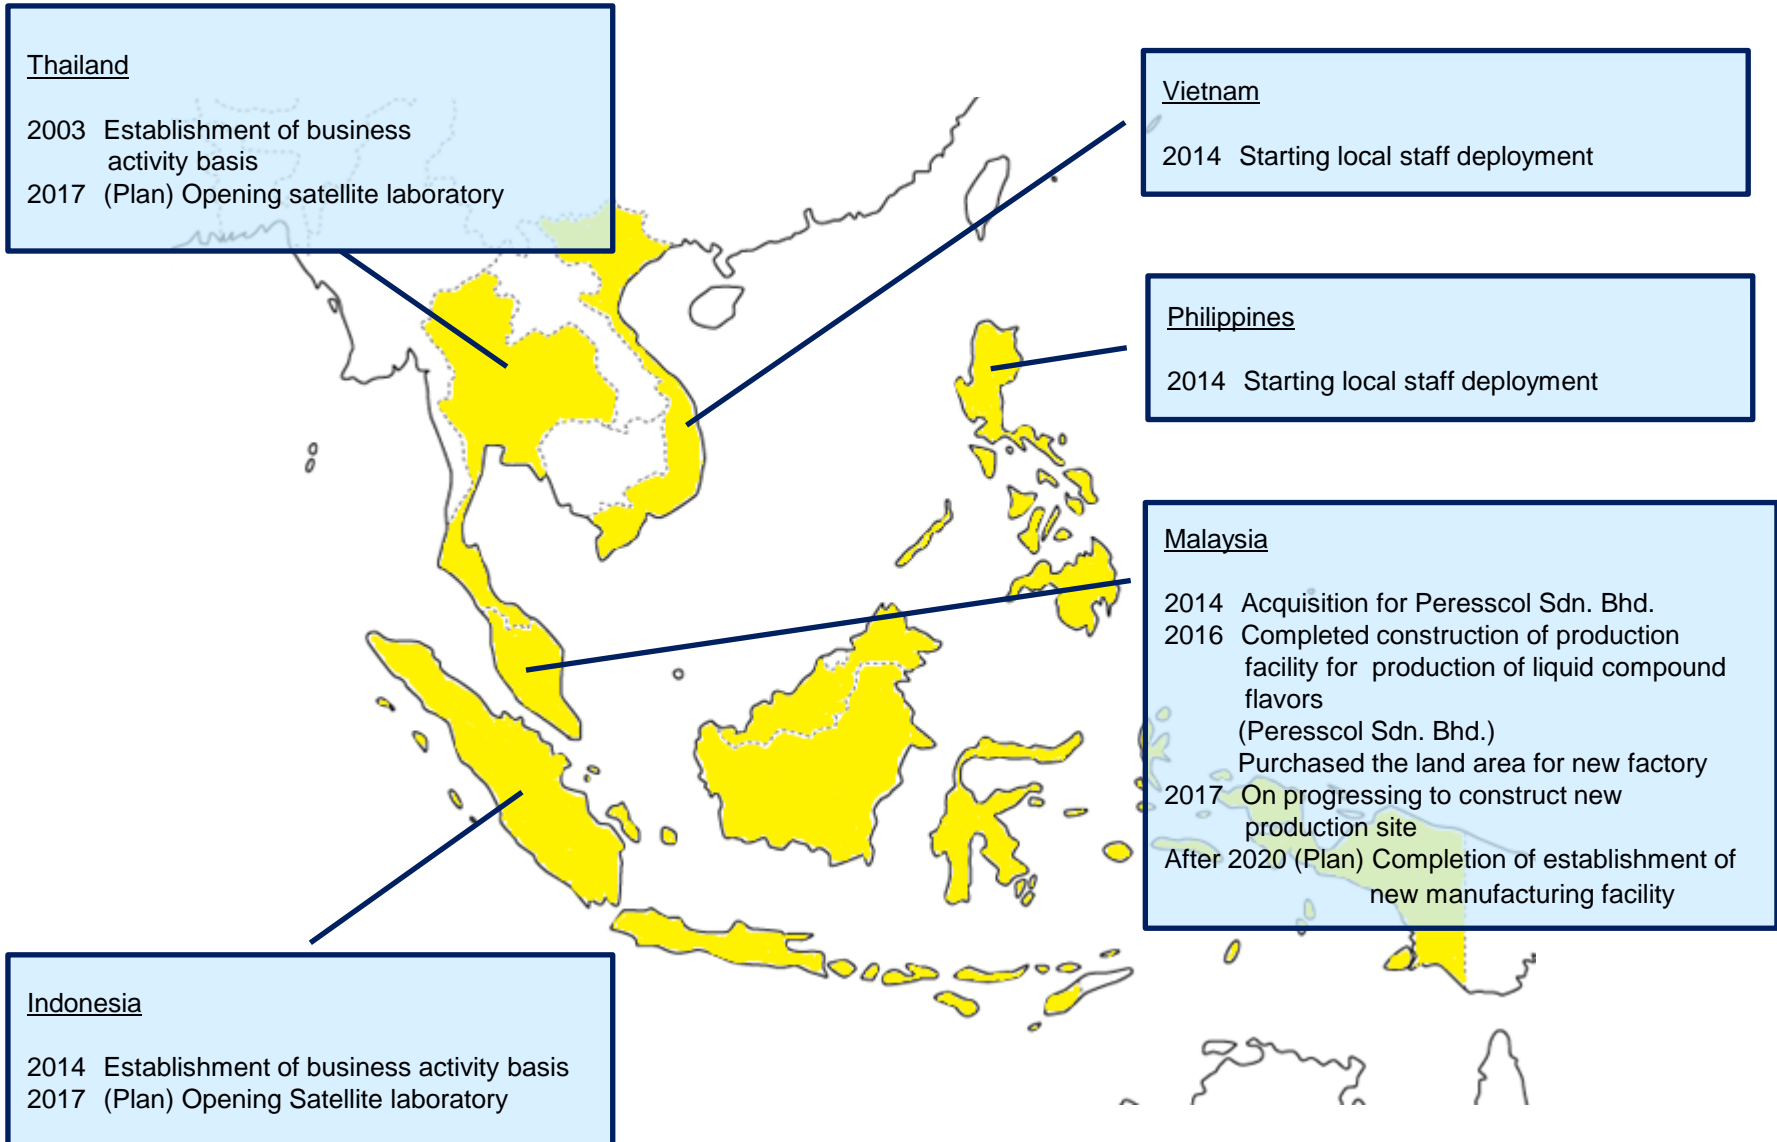 Thailand
2003 Establishment of business
activity basis
2017 (Plan) Opening satellite laboratory
Vietnam
2014 Starting local staff deployment
Philippines
2014 Starting local staff deployment
Malaysia
2014 Acquisition for Peresscol Sdn. Bhd.
2016 Completed construction of production
facility for production of liquid compound
flavors
(Peresscol Sdn. Bhd.)
Purchased the land area for new factory
2017 On progressing to construct new
production site
After 2020 (Plan) Completion of establishment of
new manufacturing facility
Indonesia
2014 Establishment of business activity basis
2017 (Plan) Opening Satellite laboratory